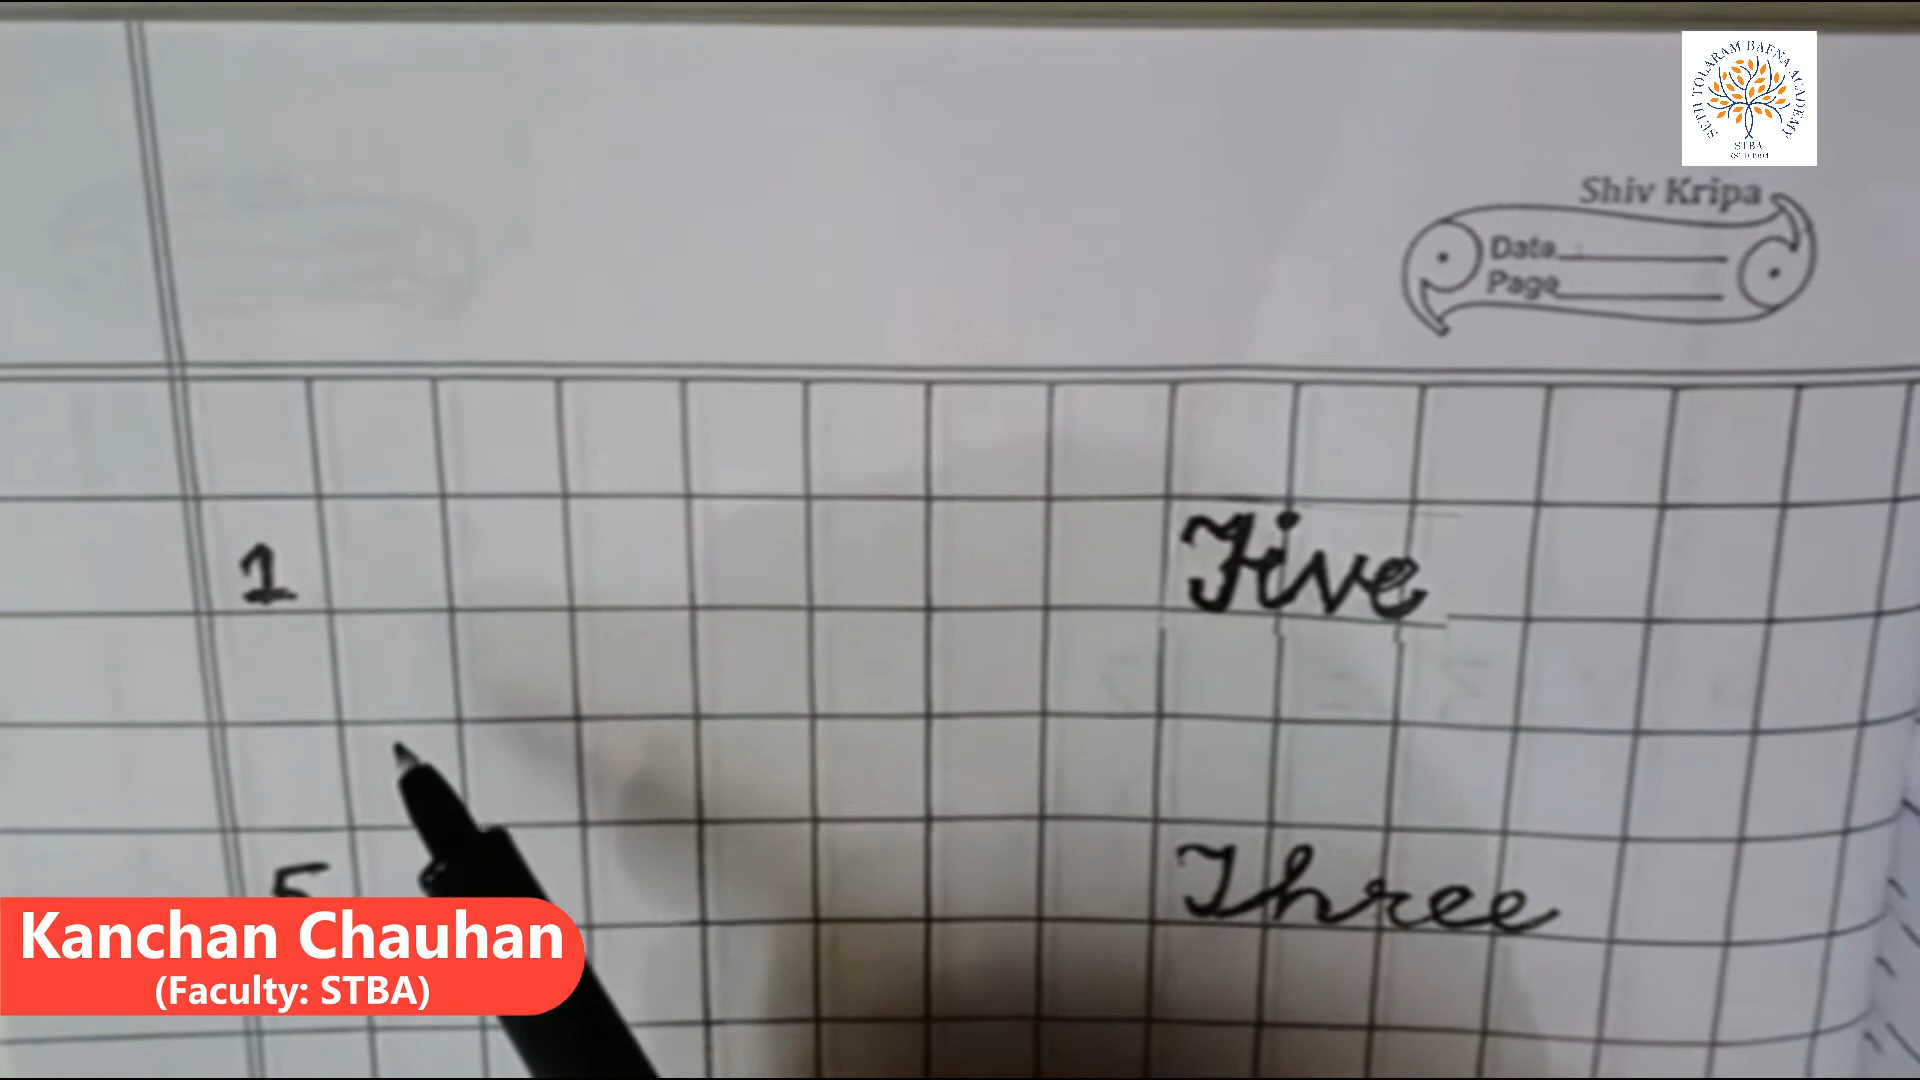 SETH TOLARAM BAFNA ACADEMY
STBA
Shiv Kripa
Date
Page
1 Five
5 Three
Kanchan Chauhan
(Faculty: STBA)